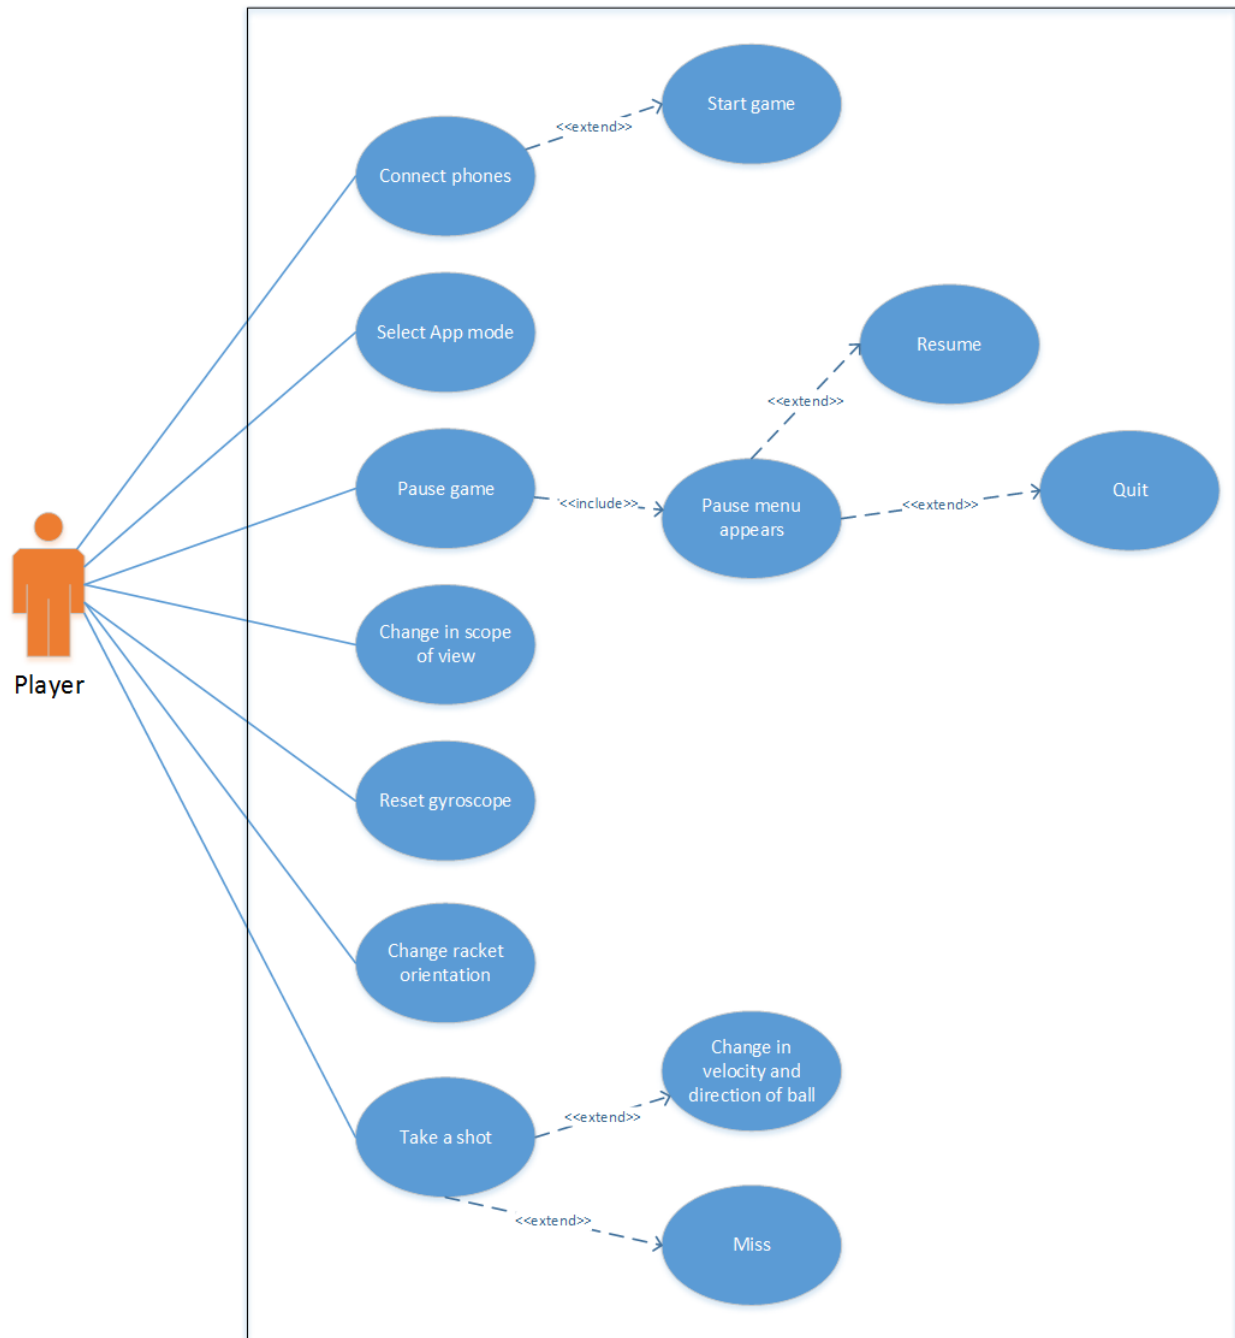 Start game
<<extend>>
Connect phones
Select App mode
Resume
<<extend>>
Pause game
<<include>>
Pause menu
appears
<<extend>>
Quit
Player
Change in scope
of view
Reset gyroscope
Change racket
orientation
Change in
velocity and
direction of ball
<<extend>>
Take a shot
<<extend>>
Miss